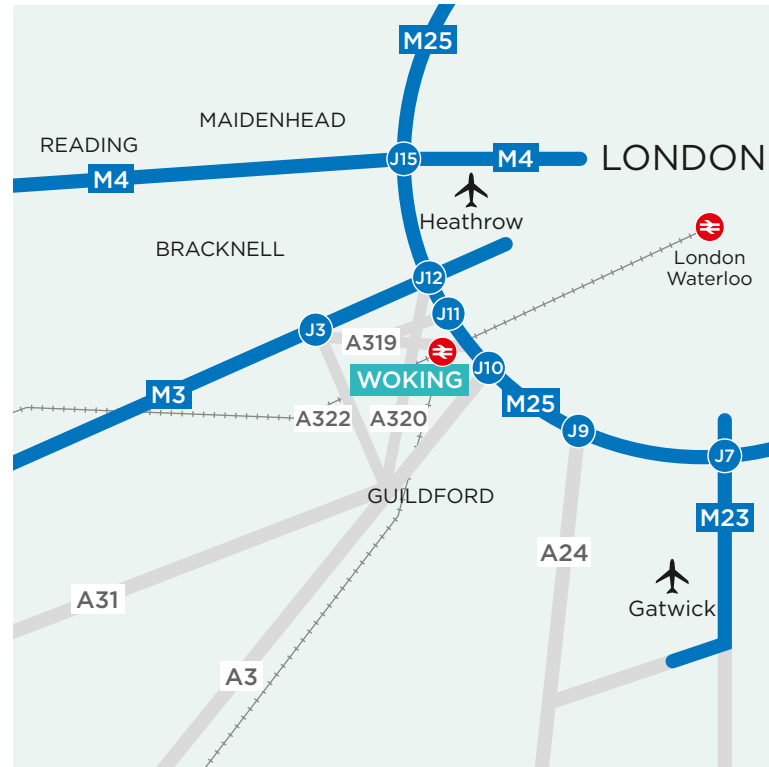 M25
MAIDENHEAD
READING
J15
M4
LONDON
M4
Heathrow
BRACKNELL
London
Waterloo
J12
J11
J3
A319
J10
WOKING
M3
M25
A322
A320
J9
J7
GUILDFORD
M23
A24
A31
Gatwick
A3